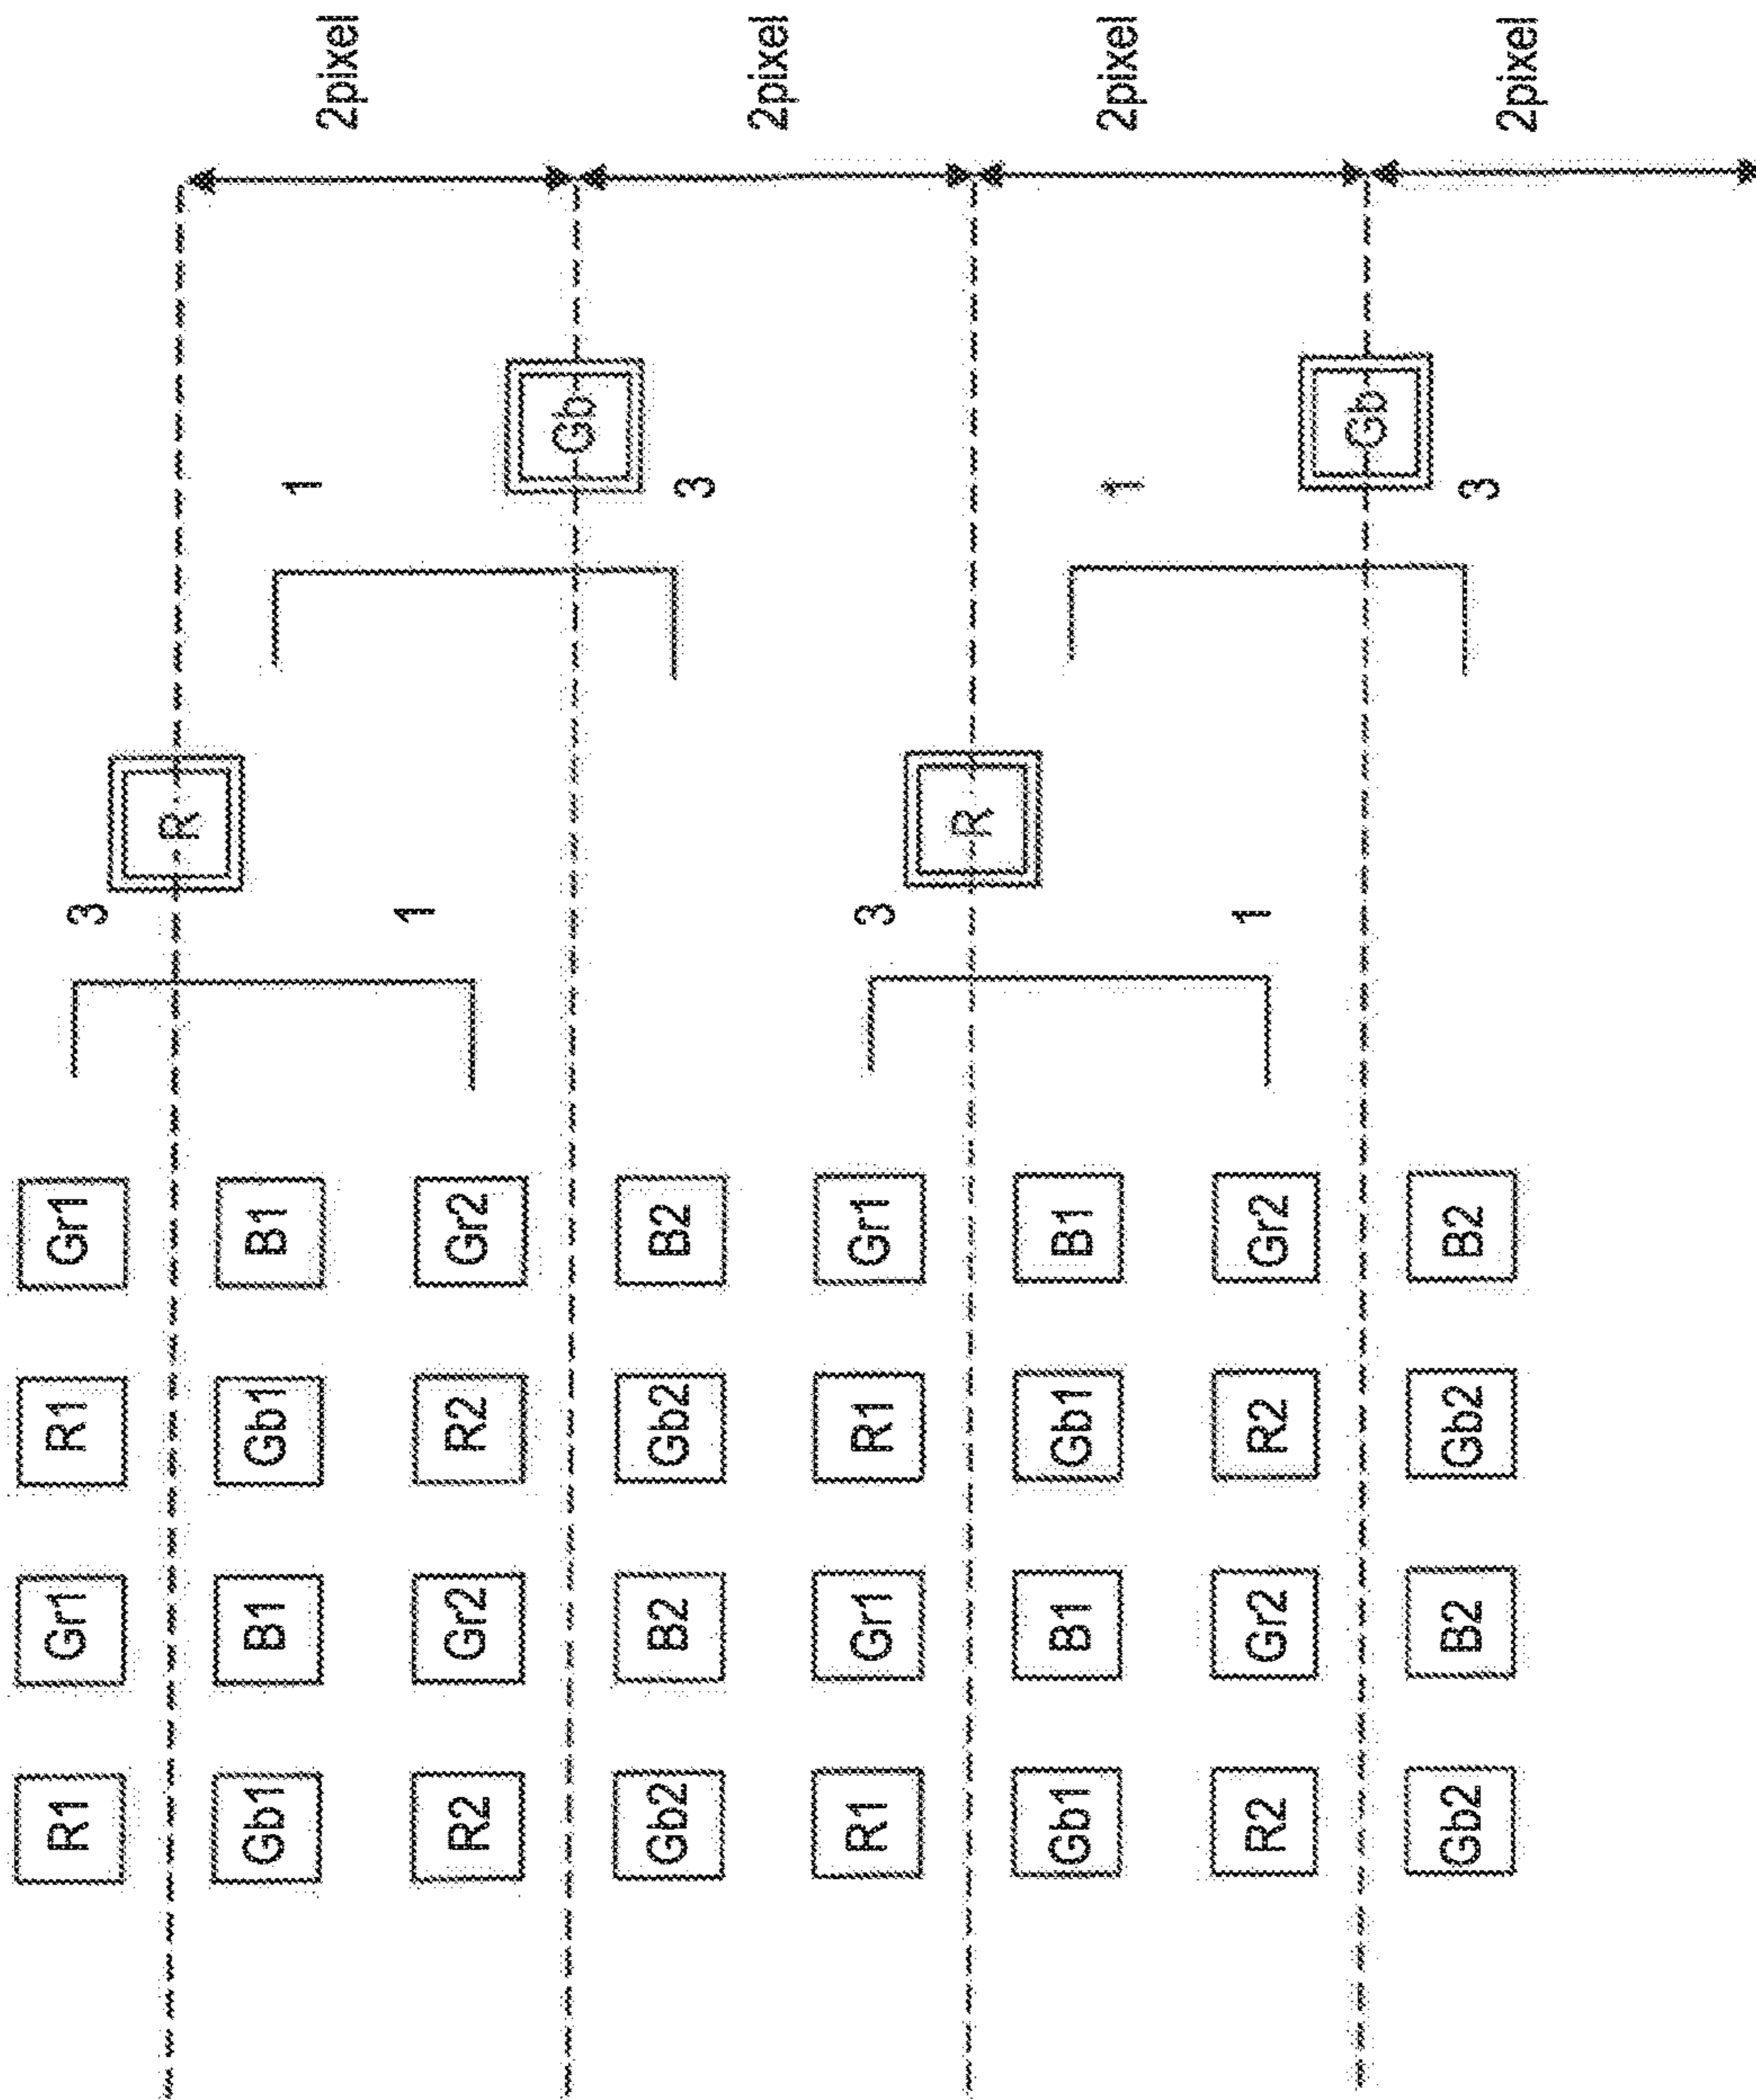 R1 Gr1 R1 Gr1 3
R
Gb1 B1 Gb1 B1 1 2pixel
R2 Gr2 R2 Gr2 1
Gb
Gb2 B2 Gb2 B2 3 2pixel
R1 Gr1 R1 Gr1 3
R
Gb1 B1 Gb1 B1 1 2pixel
R2 Gr2 R2 Gr2 1
Gb
Gb2 B2 Gb2 B2 3 2pixel